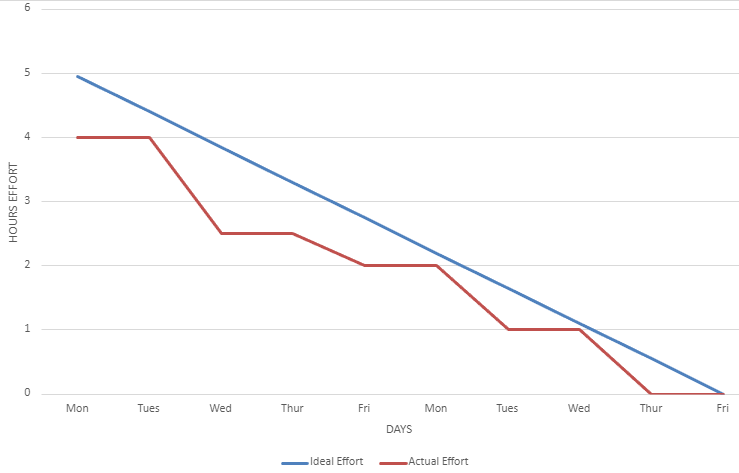 6
5
4
3
2
1
0
HOURS EFFORT
Mon Tues Wed Thur Fri Mon Tues Wed Thur Fri
DAYS
Ideal Effort Actual Effort